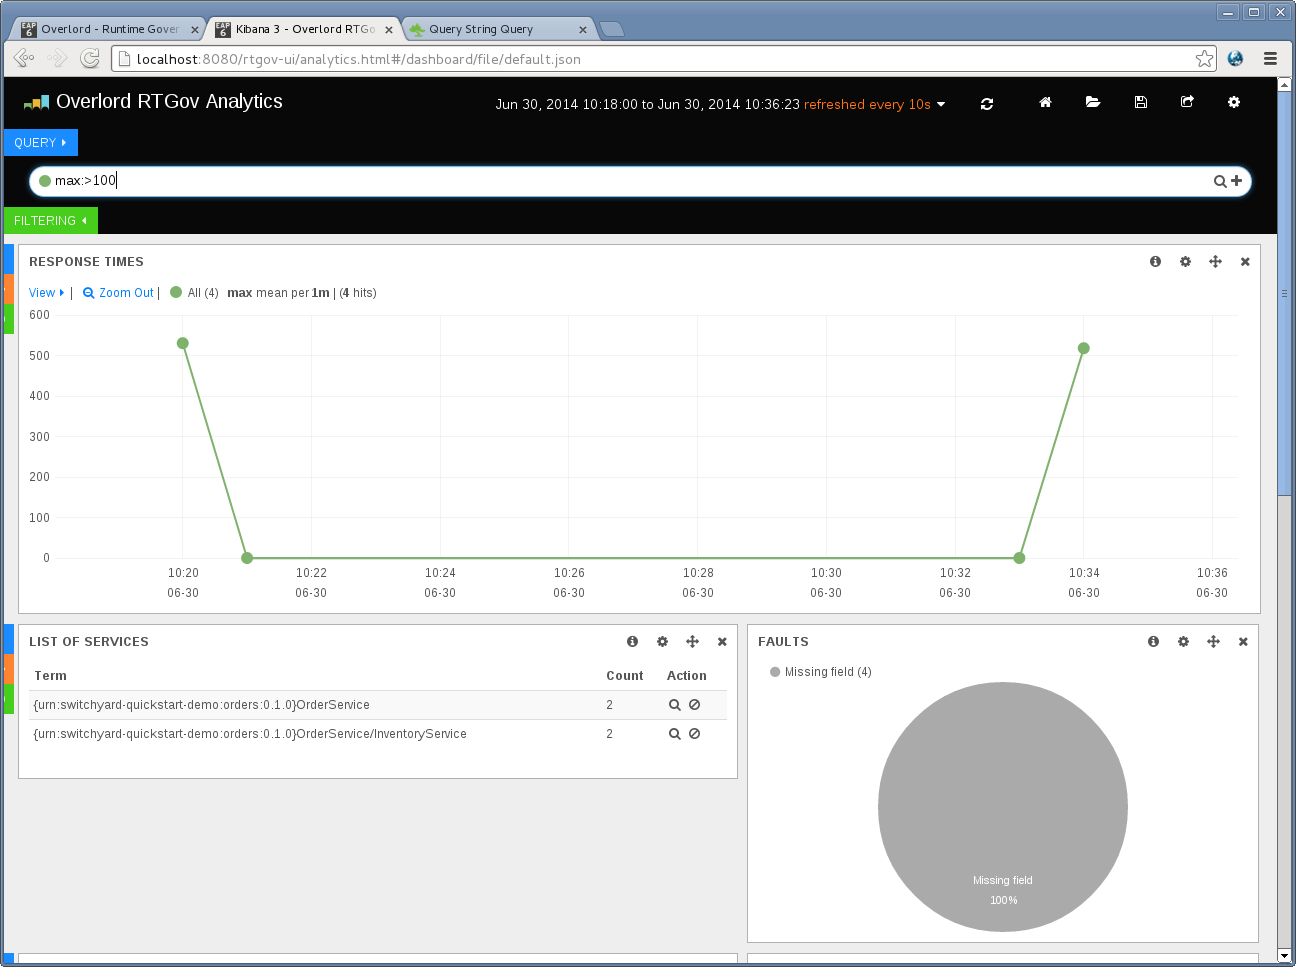 Overlord - Runtime Gover
Kibana 3 - Overlord RTGo
Query String Query
localhost:8080/rtgov-ui/analytics.html#/dashboard/file/default.json
Overlord RTGov Analytics
Jun 30, 2014 10:18:00 to Jun 30, 2014 10:36:23 refreshed every 10s
QUERY
max:>100
FILTERING
RESPONSE TIMES
View | Zoom Out | All (4) max mean per 1m | (4 hits)
600
500
400
300
200
100
0
10:20 10:22 10:24 10:26 10:28 10:30 10:32 10:34 10:36
06-30 06-30 06-30 06-30 06-30 06-30 06-30 06-30 06-30
LIST OF SERVICES
Term Count Action
{urn:switchyard-quickstart-demo:orders:0.1.0}OrderService 2
{urn:switchyard-quickstart-demo:orders:0.1.0}OrderService/InventoryService 2
FAULTS
Missing field (4)
Missing field
100%